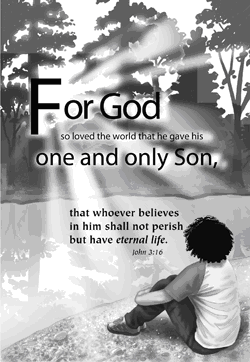 For God
so loved the world that he gave his
one and only Son,
that whoever believes
in him shall not perish
but have eternal life.
John 3:16